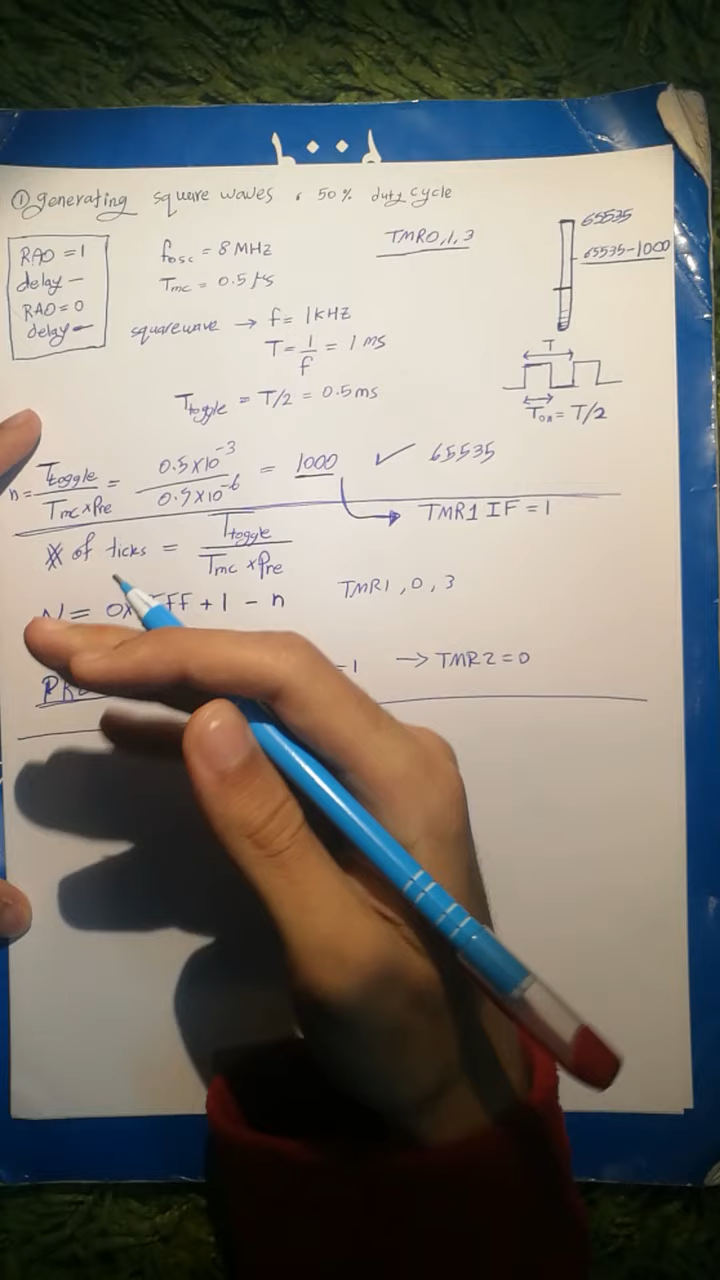 ١٠٠١
① generating square waves, 50% duty cycle
RA0 = 1
delay —
RA0 = 0
delay —
fosc = 8 MHz
Tmc = 0.5 μs
TMR0,1,3
65535
65535-1000
squarewave → f = 1 KHz
T = 1/f = 1 ms
T
Ton = T/2
Ttoggle = T/2 = 0.5 ms
n = Ttoggle / Tmc × Pre = 0.5×10^-3 / 0.5×10^-6 = 1000 ✓ 65535
TMR1 IF = 1
# of ticks = Ttoggle / Tmc × Pre
TMR1, 0, 3
FF + 1 - n
=1 → TMR2 = 0